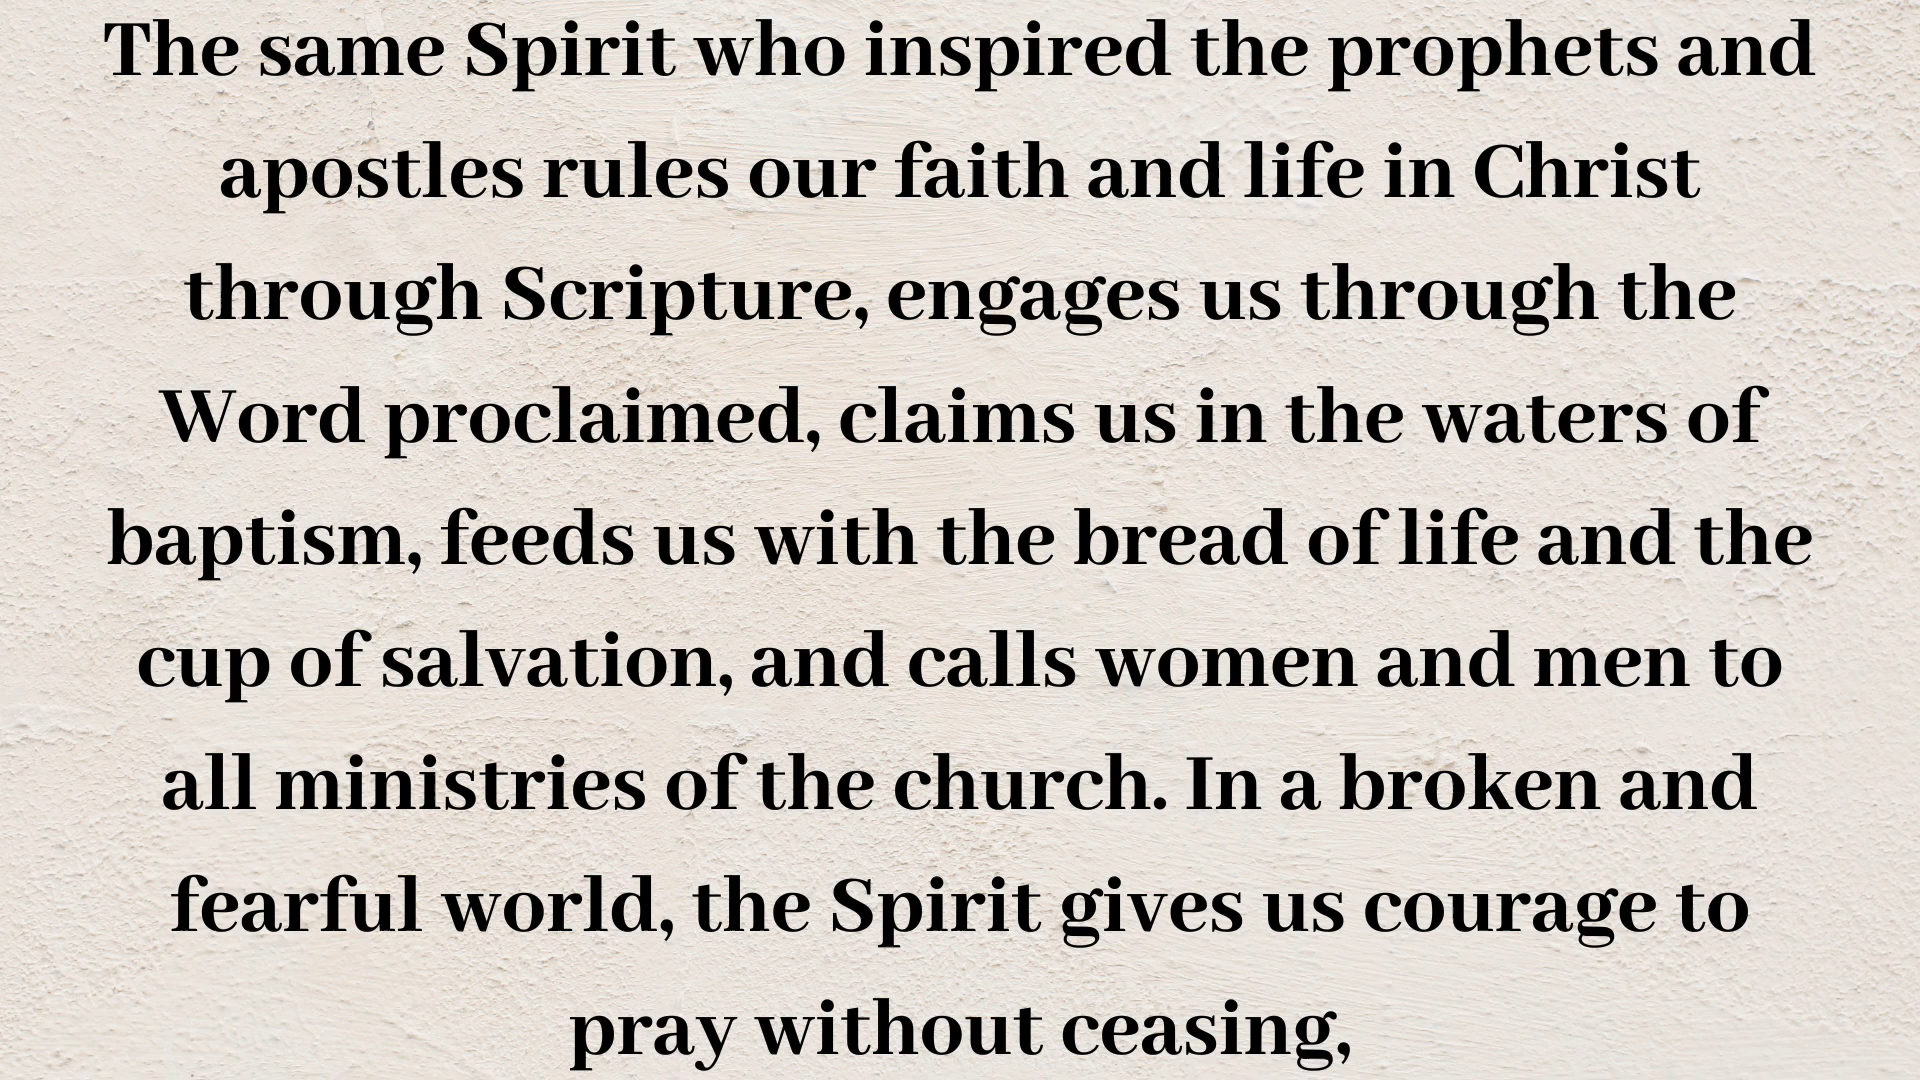 The same Spirit who inspired the prophets and
apostles rules our faith and life in Christ
through Scripture, engages us through the
Word proclaimed, claims us in the waters of
baptism, feeds us with the bread of life and the
cup of salvation, and calls women and men to
all ministries of the church. In a broken and
fearful world, the Spirit gives us courage to
pray without ceasing,